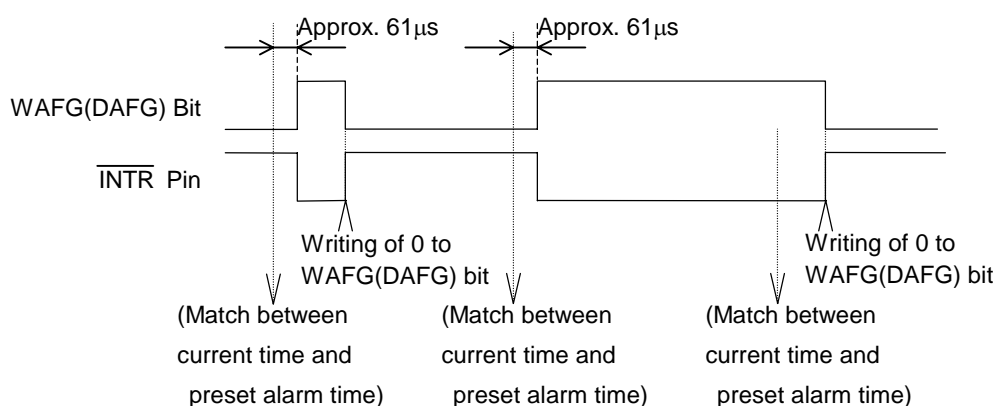 Approx. 61μs
Approx. 61μs
WAFG(DAFG) Bit
INTR Pin
Writing of 0 to
WAFG(DAFG) bit
Writing of 0 to
WAFG(DAFG) bit
(Match between
current time and
preset alarm time)
(Match between
current time and
preset alarm time)
(Match between
current time and
preset alarm time)